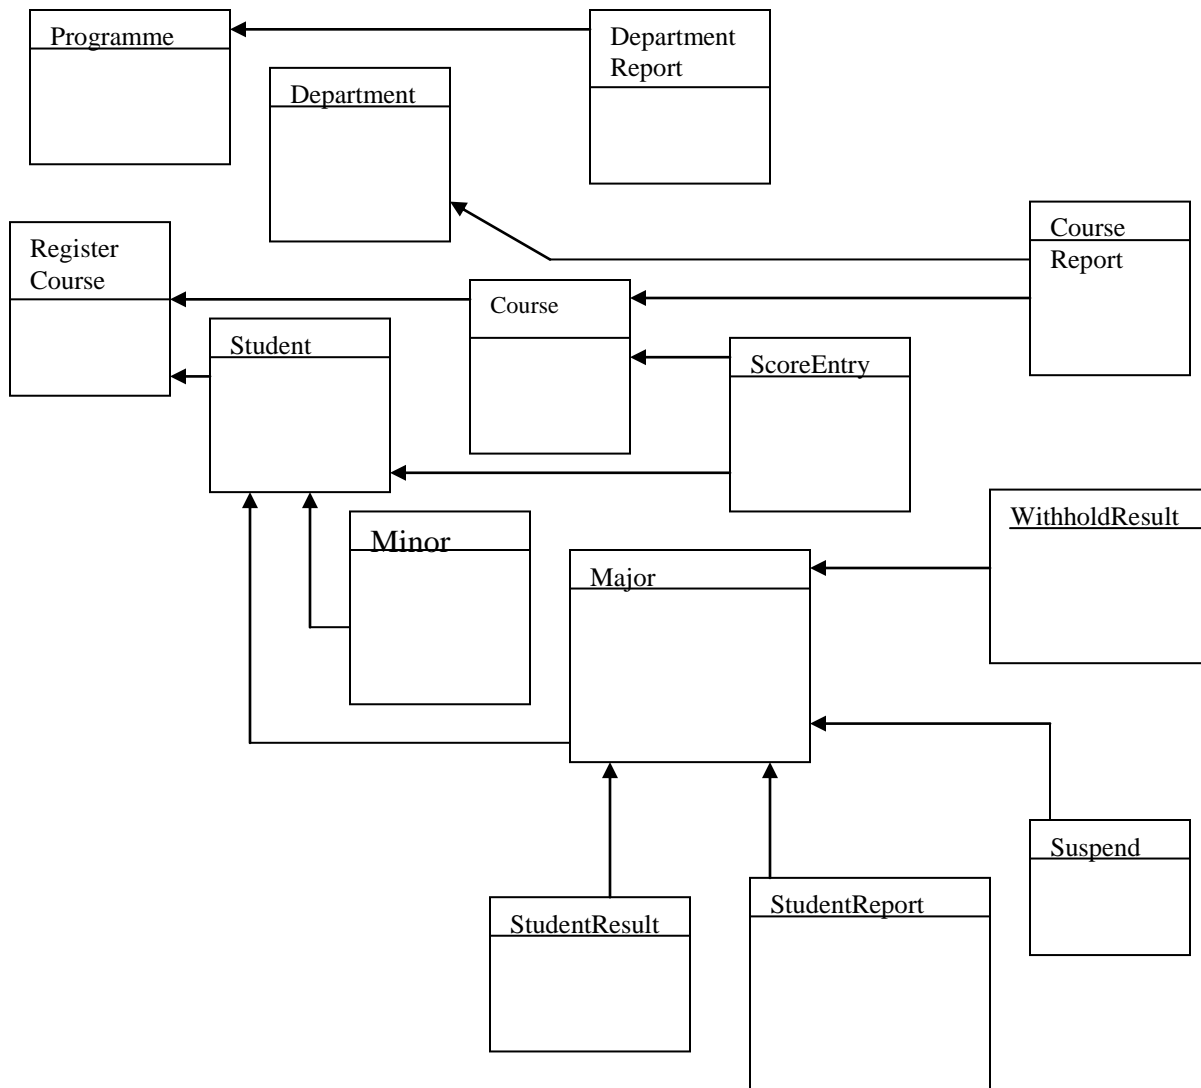 Programme
Department
Report
Department
Course
Report
Register
Course
Course
Student
ScoreEntry
WithholdResult
Minor
Major
Suspend
StudentReport
StudentResult